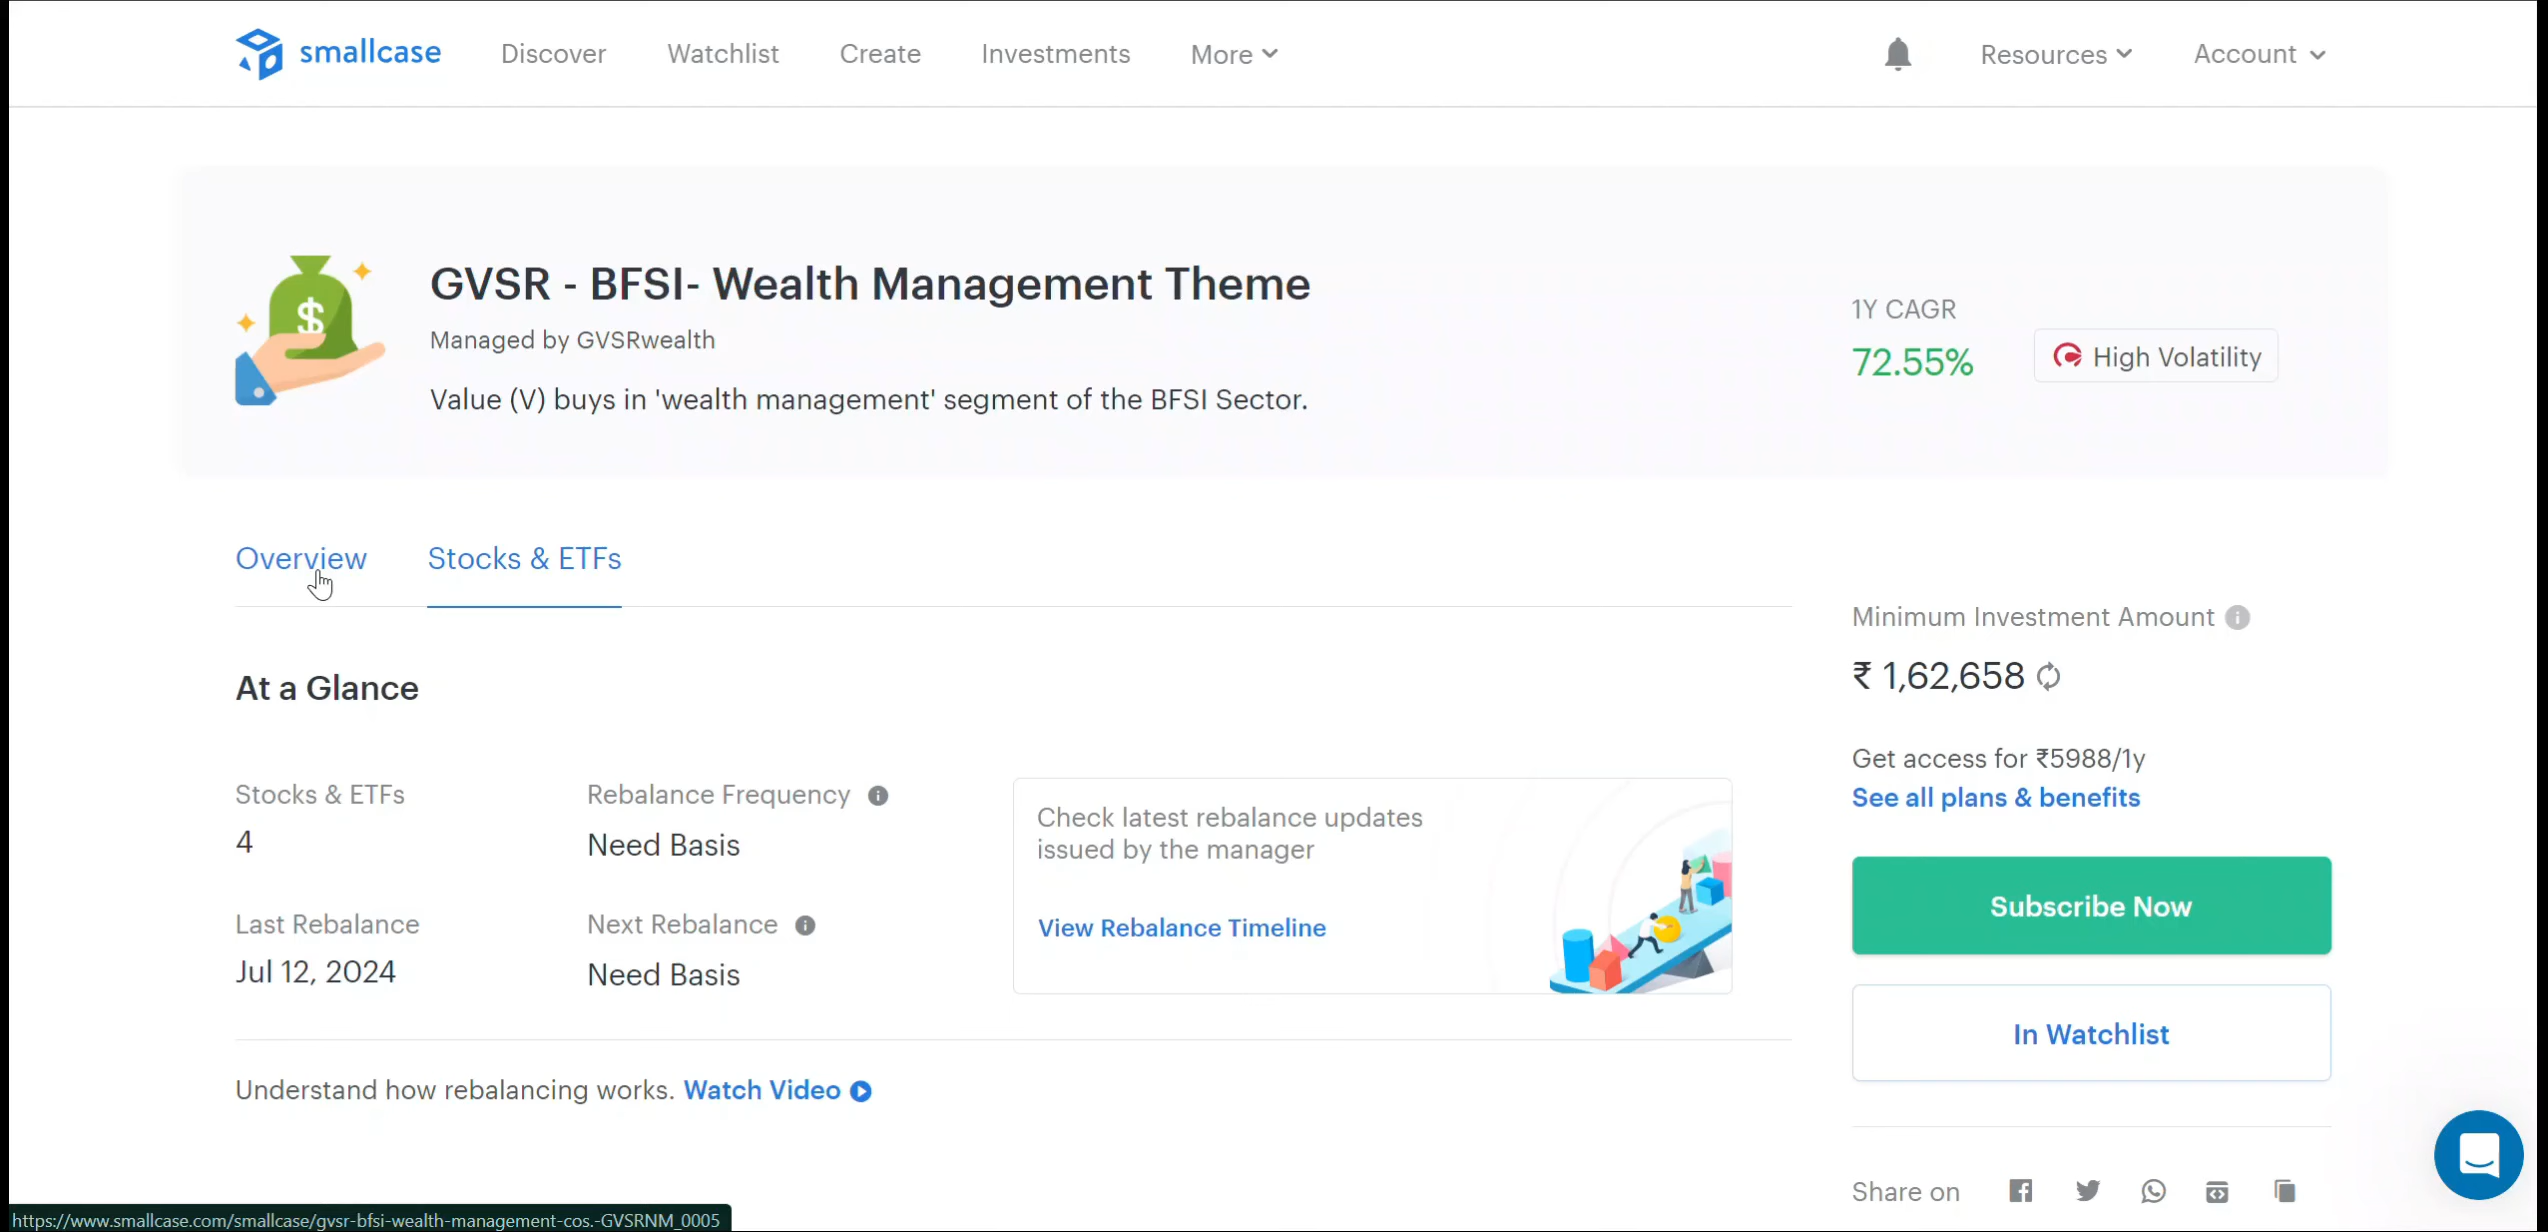 smallcase
Discover
Watchlist
Create
Investments
More
Resources
Account
$
GVSR - BFSI- Wealth Management Theme
Managed by GVSRwealth
Value (V) buys in 'wealth management' segment of the BFSI Sector.
1Y CAGR
72.55%
High Volatility
Overview
Stocks & ETFs
Minimum Investment Amount
₹ 1,62,658
Get access for ₹5988/1y
See all plans & benefits
Subscribe Now
In Watchlist
Share on
At a Glance
Stocks & ETFs
4
Rebalance Frequency
Need Basis
Last Rebalance
Jul 12, 2024
Next Rebalance
Need Basis
Check latest rebalance updates
issued by the manager
View Rebalance Timeline
Understand how rebalancing works. Watch Video
https://www.smallcase.com/smallcase/gvsr-bfsi-wealth-management-cos.-GVSRNM_0005